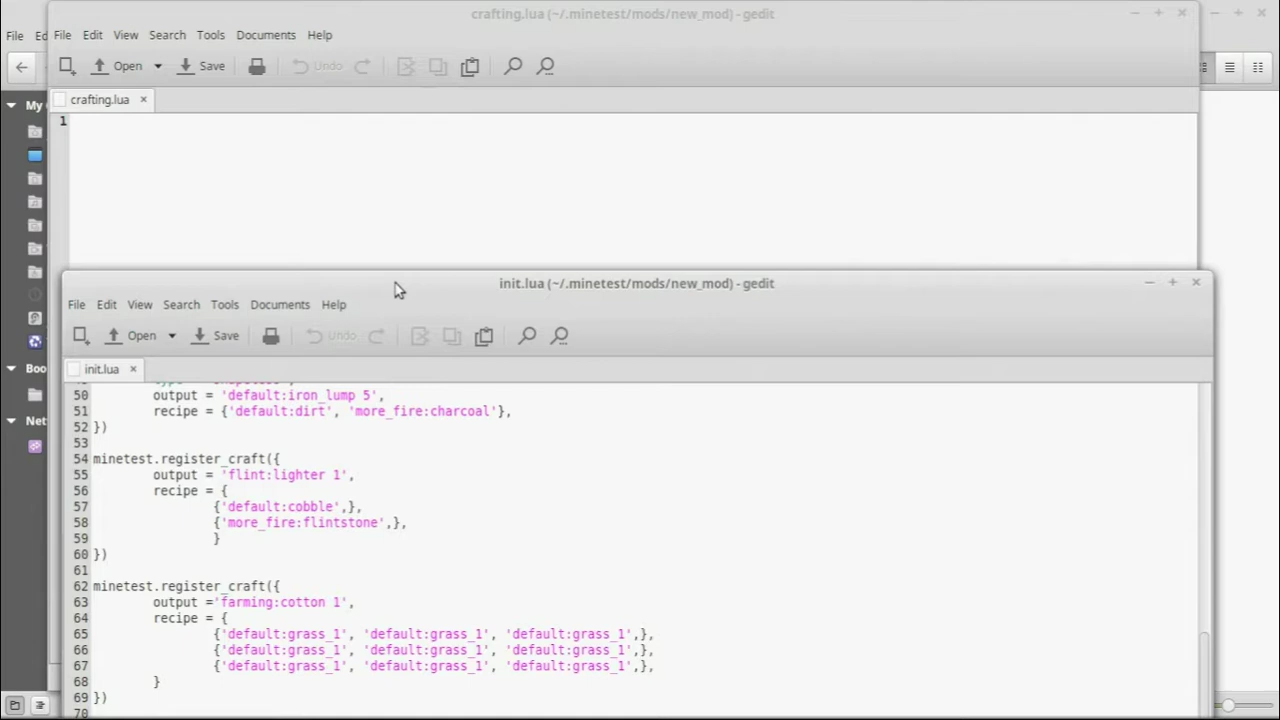 crafting.lua (~/.minetest/mods/new_mod) - gedit
File Ed
File Edit View Search Tools Documents Help
Open Save Undo
My
crafting.lua
1
init.lua (~/.minetest/mods/new_mod) - gedit
File Edit View Search Tools Documents Help
Open Save Undo
Boo
init.lua
Net
50 output = 'default:iron_lump 5',
51 recipe = {'default:dirt', 'more_fire:charcoal'},
52 })
53
54 minetest.register_craft({
55 output = 'flint:lighter 1',
56 recipe = {
57 {'default:cobble',},
58 {'more_fire:flintstone',},
59 }
60 })
61
62 minetest.register_craft({
63 output ='farming:cotton 1',
64 recipe = {
65 {'default:grass_1', 'default:grass_1', 'default:grass_1',},
66 {'default:grass_1', 'default:grass_1', 'default:grass_1',},
67 {'default:grass_1', 'default:grass_1', 'default:grass_1',},
68 }
69 })
70